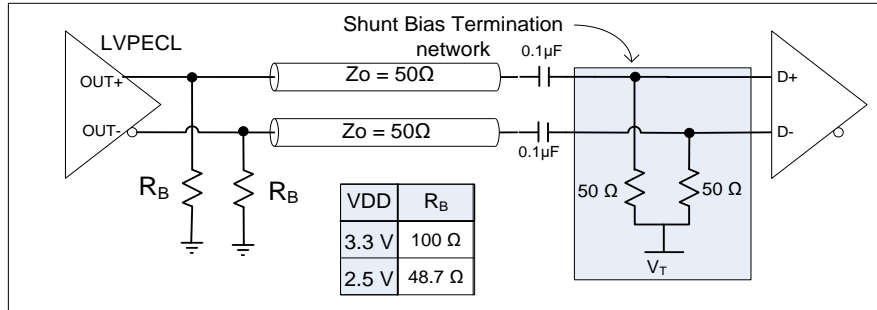 Shunt Bias Termination
network
LVPECL
OUT+
OUT-
Zo = 50Ω
Zo = 50Ω
0.1µF
0.1µF
D+
D-
R_B
R_B
VDD R_B
3.3 V 100 Ω
2.5 V 48.7 Ω
50 Ω
50 Ω
V_T